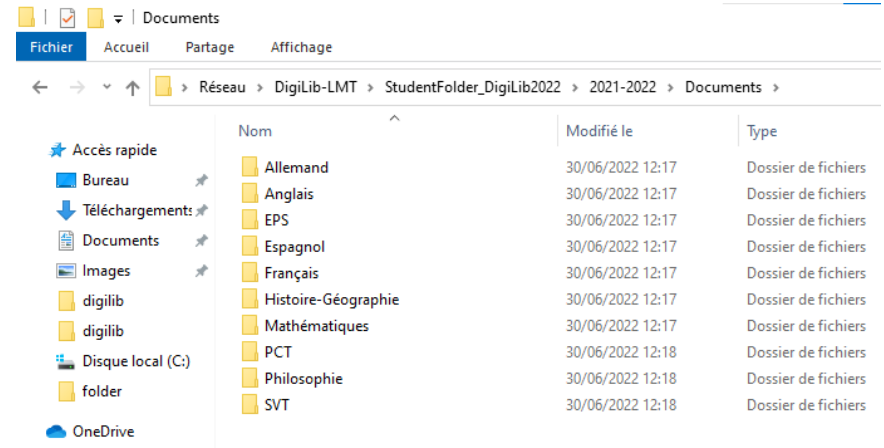 Documents
Fichier Accueil Partage Affichage
Réseau > DigiLib-LMT > StudentFolder_DigiLib2022 > 2021-2022 > Documents >
Nom Modifié le Type
Accès rapide
Bureau
Téléchargements
Documents
Images
digilib
digilib
Disque local (C:)
folder
OneDrive
Allemand 30/06/2022 12:17 Dossier de fichiers
Anglais 30/06/2022 12:17 Dossier de fichiers
EPS 30/06/2022 12:17 Dossier de fichiers
Espagnol 30/06/2022 12:17 Dossier de fichiers
Français 30/06/2022 12:17 Dossier de fichiers
Histoire-Géographie 30/06/2022 12:17 Dossier de fichiers
Mathématiques 30/06/2022 12:17 Dossier de fichiers
PCT 30/06/2022 12:18 Dossier de fichiers
Philosophie 30/06/2022 12:18 Dossier de fichiers
SVT 30/06/2022 12:18 Dossier de fichiers